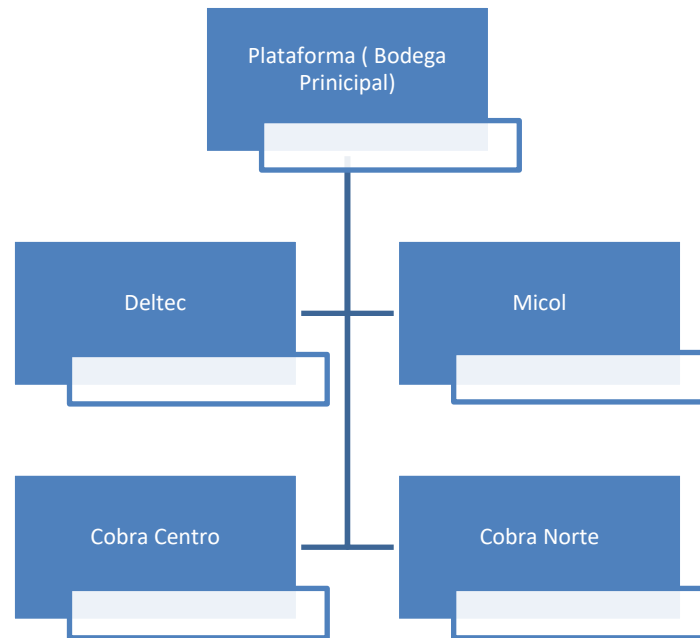 Plataforma ( Bodega
Prinicipal)
Deltec
Micol
Cobra Centro
Cobra Norte